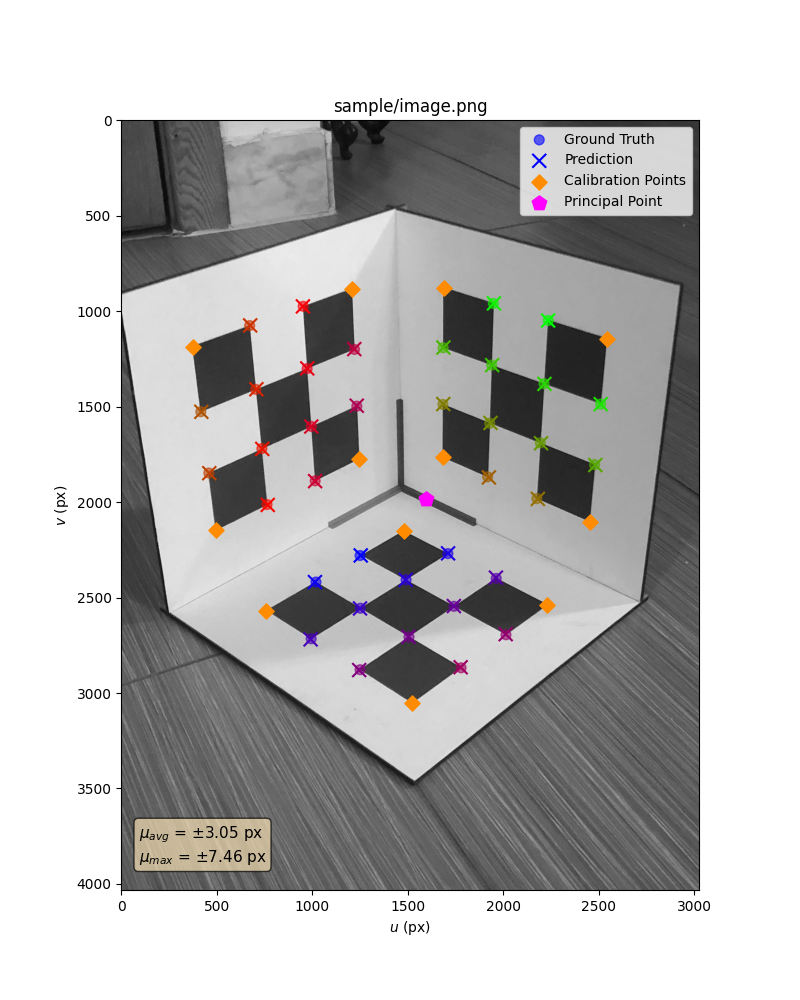 sample/image.png
0
500
1000
1500
2000
2500
3000
3500
4000
v (px)
Ground Truth
Prediction
Calibration Points
Principal Point
μavg = ±3.05 px
μmax = ±7.46 px
0
500
1000
1500
2000
2500
3000
u (px)